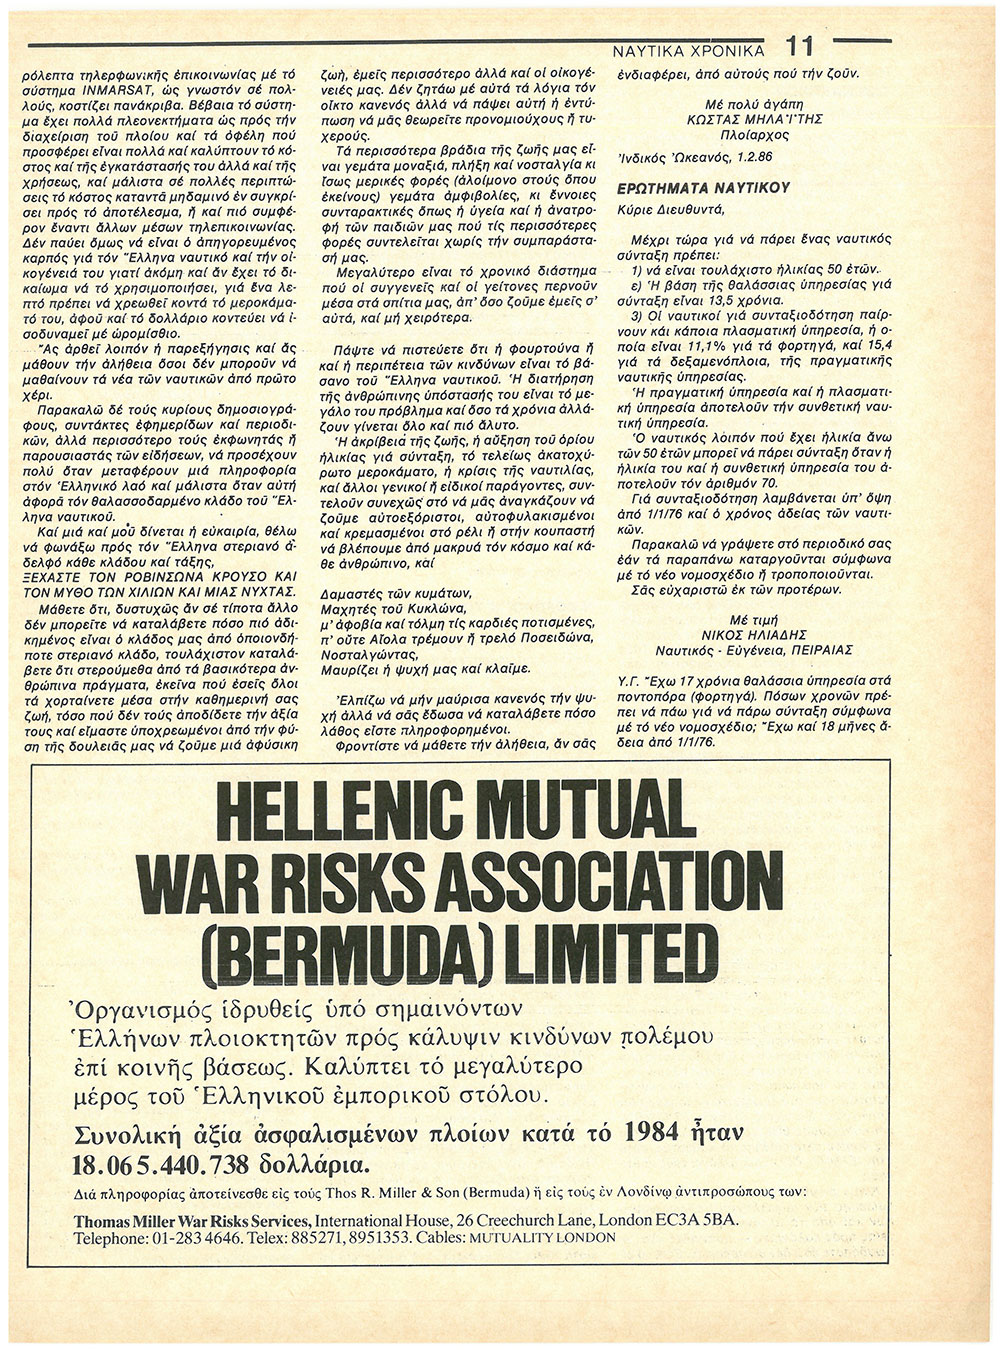 ΝΑΥΤΙΚΑ ΧΡΟΝΙΚΑ 11
ρόλεπτα τηλερφωνικής ἐπικοινωνίας μέ τό
σύστημα INMARSAT, ὡς γνωστόν σέ πολ-
λούς, κοστίζει πανάκριβα. Βέβαια τό σύστη-
μα ἔχει πολλά πλεονεκτήματα ὡς πρός τήν
διαχείριση τοῦ πλοίου καί τά ὀφέλη πού
προσφέρει εἶναι πολλά καί καλύπτουν τό κό-
στος καί τῆς ἐγκατάστασής του ἀλλά καί τῆς
χρήσεως, καί μάλιστα σέ πολλές περιπτώ-
σεις τό κόστος καταντᾶ μηδαμινό ἐν συγκρί-
σει πρός τό ἀποτέλεσμα, ἤ καί πιό συμφέ-
ρον ἔναντι ἄλλων μέσων τηλεπικοινωνίας.
Δέν παύει ὅμως νά εἶναι ὁ ἀπηγορευμένος
καρπός γιά τόν Ἕλληνα ναυτικό καί τήν οἰ-
κογένειά του γιατί ἀκόμη καί ἄν ἔχει τό δι-
καίωμα νά τό χρησιμοποιήσει, γιά ἕνα λε-
πτό πρέπει νά χρεωθεῖ κοντά τό μεροκάμα-
τό του, ἀφοῦ καί τό δολλάριο κοντεύει νά ἰ-
σοδυναμεῖ μέ ὡρομίσθιο.
Ἄς ἀρθεῖ λοιπόν ἡ παρεξήγησις καί ἄς
μάθουν τήν ἀλήθεια ὅσοι δέν μποροῦν νά
μαθαίνουν τά νέα τῶν ναυτικῶν ἀπό πρῶτο
χέρι.
Παρακαλῶ δέ τούς κυρίους δημοσιογρά-
φους, συντάκτες ἐφημερίδων καί περιοδι-
κῶν, ἀλλά περισσότερο τούς ἐκφωνητάς ἤ
παρουσιαστάς τῶν εἰδήσεων, νά προσέχουν
πολύ ὅταν μεταφέρουν μιά πληροφορία
στόν Ἑλληνικό λαό καί μάλιστα ὅταν αὐτή
ἀφορᾶ τόν θαλασσοδαρμένο κλάδο τοῦ Ἕλ-
ληνα ναυτικοῦ.
Καί μιά καί μοῦ δίνεται ἡ εὐκαιρία, θέλω
νά φωνάξω πρός τόν Ἕλληνα στεριανό ἀ-
δελφό κάθε κλάδου καί τάξης,
ΞΕΧΑΣΤΕ ΤΟΝ ΡΟΒΙΝΣΩΝΑ ΚΡΟΥΣΟ ΚΑΙ
ΤΟΝ ΜΥΘΟ ΤΩΝ ΧΙΛΙΩΝ ΚΑΙ ΜΙΑΣ ΝΥΧΤΑΣ.
Μάθετε ὅτι, δυστυχῶς ἄν σέ τίποτα ἄλλο
δέν μπορεῖτε νά καταλάβετε πόσο πιό ἀδι-
κημένος εἶναι ὁ κλάδος μας ἀπό ὁποιονδή-
ποτε στεριανό κλάδο, τουλάχιστον καταλά-
βετε ὅτι στερούμεθα ἀπό τά βασικότερα ἀν-
θρώπινα πράγματα, ἐκεῖνα πού ἐσεῖς ὅλοι
τά χορταίνετε μέσα στήν καθημερινή σας
ζωή, τόσο πού δέν τούς ἀποδίδετε τήν ἀξία
τους καί εἴμαστε ὑποχρεωμένοι ἀπό τήν φύ-
ση τῆς δουλειᾶς μας νά ζοῦμε μιά ἀφύσικη
ζωή, ἐμεῖς περισσότερο ἀλλά καί οἱ οἰκογέ-
νειές μας. Δέν ζητάω μέ αὐτά τά λόγια τόν
οἶκτο κανενός ἀλλά νά πάψει αὐτή ἡ ἐντύ-
πωση νά μᾶς θεωρεῖτε προνομιούχους ἤ τυ-
χερούς.
Τά περισσότερα βράδια τῆς ζωῆς μας εἶ-
ναι γεμάτα μοναξιά, πλήξη καί νοσταλγία κι
ἴσως μερικές φορές (ἀλοίμονο στούς ὅπου
ἐκείνους) γεμάτα ἀμφιβολίες, κι ἔννοιες
συνταρακτικές ὅπως ἡ ὑγεία καί ἡ ἀνατρο-
φή τῶν παιδιῶν μας πού τίς περισσότερες
φορές συντελεῖται χωρίς τήν συμπαράστα-
σή μας.
Μεγαλύτερο εἶναι τό χρονικό διάστημα
πού οἱ συγγενεῖς καί οἱ γείτονες περνοῦν
μέσα στά σπίτια μας, ἀπ' ὅσο ζοῦμε ἐμεῖς σ'
αὐτά, καί μή χειρότερα.
Πάψτε νά πιστεύετε ὅτι ἡ φουρτούνα ἤ
καί ἡ περιπέτεια τῶν κινδύνων εἶναι τό βά-
σανο τοῦ Ἕλληνα ναυτικοῦ. Ἡ διατήρηση
τῆς ἀνθρώπινης ὑπόστασής του εἶναι τό με-
γάλο του πρόβλημα καί ὅσο τά χρόνια ἀλλά-
ζουν γίνεται ὅλο καί πιό ἄλυτο.
Ἡ ἀκρίβεια τῆς ζωῆς, ἡ αὔξηση τοῦ ὁρίου
ἡλικίας γιά σύνταξη, τό τελείως ἀκατοχύ-
ρωτο μεροκάματο, ἡ κρίσις τῆς ναυτιλίας,
καί ἄλλοι γενικοί ἤ εἰδικοί παράγοντες, συν-
τελοῦν συνεχῶς στό νά μᾶς ἀναγκάζουν νά
ζοῦμε αὐτοεξόριστοι, αὐτοφυλακισμένοι
καί κρεμασμένοι στό ρέλι ἤ στήν κουπαστή
νά βλέπουμε ἀπό μακρυά τόν κόσμο καί κά-
θε ἀνθρώπινο, καί
Δαμαστές τῶν κυμάτων,
Μαχητές τοῦ Κυκλώνα,
μ' ἀφοβία καί τόλμη τίς καρδιές ποτισμένες,
π' οὔτε Αἴολα τρέμουν ἤ τρελό Ποσειδώνα,
Νοσταλγώντας,
Μαυρίζει ἡ ψυχή μας καί κλαῖμε.
Ἐλπίζω νά μήν μαύρισα κανενός τήν ψυ-
χή ἀλλά νά σᾶς ἔδωσα νά καταλάβετε πόσο
λάθος εἶστε πληροφορημένοι.
Φροντίστε νά μάθετε τήν ἀλήθεια, ἄν σᾶς
ἐνδιαφέρει, ἀπό αὐτούς πού τήν ζοῦν.
Μέ πολύ ἀγάπη
ΚΩΣΤΑΣ ΜΗΛΑΪΤΗΣ
Πλοίαρχος
Ἰνδικός Ὠκεανός, 1.2.86
ΕΡΩΤΗΜΑΤΑ ΝΑΥΤΙΚΟΥ
Κύριε Διευθυντά,
Μέχρι τώρα γιά νά πάρει ἕνας ναυτικός
σύνταξη πρέπει:
1) νά εἶναι τουλάχιστο ἡλικίας 50 ἐτῶν.
ε) Ἡ βάση τῆς θαλάσσιας ὑπηρεσίας γιά
σύνταξη εἶναι 13,5 χρόνια.
3) Οἱ ναυτικοί γιά συνταξιοδότηση παίρ-
νουν κάι κάποια πλασματική ὑπηρεσία, ἡ ὁ-
ποία εἶναι 11,1% γιά τά φορτηγά, καί 15,4
γιά τά δεξαμενόπλοια, τῆς πραγματικῆς
ναυτικῆς ὑπηρεσίας.
Ἡ πραγματική ὑπηρεσία καί ἡ πλασματι-
κή ὑπηρεσία ἀποτελοῦν τήν συνθετική ναυ-
τική ὑπηρεσία.
Ὁ ναυτικός λοιπόν πού ἔχει ἡλικία ἄνω
τῶν 50 ἐτῶν μπορεῖ νά πάρει σύνταξη ὅταν ἡ
ἡλικία του καί ἡ συνθετική ὑπηρεσία του ἀ-
ποτελοῦν τόν ἀριθμόν 70.
Γιά συνταξιοδότηση λαμβάνεται ὑπ' ὄψη
ἀπό 1/1/76 καί ὁ χρόνος ἀδείας τῶν ναυτι-
κῶν.
Παρακαλῶ νά γράψετε στό περιοδικό σας
ἐάν τά παραπάνω καταργοῦνται σύμφωνα
μέ τό νέο νομοσχέδιο ἤ τροποποιοῦνται.
Σᾶς εὐχαριστῶ ἐκ τῶν προτέρων.
Μέ τιμή
ΝΙΚΟΣ ΗΛΙΑΔΗΣ
Ναυτικός - Εὐγένεια, ΠΕΙΡΑΙΑΣ
Υ.Γ. Ἔχω 17 χρόνια θαλάσσια ὑπηρεσία στά
ποντοπόρα (φορτηγά). Πόσων χρονῶν πρέ-
πει νά πάω γιά νά πάρω σύνταξη σύμφωνα
μέ τό νέο νομοσχέδιο; Ἔχω καί 18 μῆνες ἄ-
δεια ἀπό 1/1/76.
HELLENIC MUTUAL
WAR RISKS ASSOCIATION
(BERMUDA) LIMITED
Ὀργανισμός ἱδρυθείς ὑπό σημαινόντων
Ἑλλήνων πλοιοκτητῶν πρός κάλυψιν κινδύνων πολέμου
ἐπί κοινῆς βάσεως. Καλύπτει τό μεγαλύτερο
μέρος τοῦ Ἑλληνικοῦ ἐμπορικοῦ στόλου.
Συνολική ἀξία ἀσφαλισμένων πλοίων κατά τό 1984 ἦταν
18.065.440.738 δολλάρια.
Διά πληροφορίας ἀποτείνεσθε εἰς τούς Thos R. Miller & Son (Bermuda) ἤ εἰς τούς ἐν Λονδίνῳ ἀντιπροσώπους των:
Thomas Miller War Risks Services, International House, 26 Creechurch Lane, London EC3A 5BA.
Telephone: 01-283 4646. Telex: 885271, 8951353. Cables: MUTUALITY LONDON